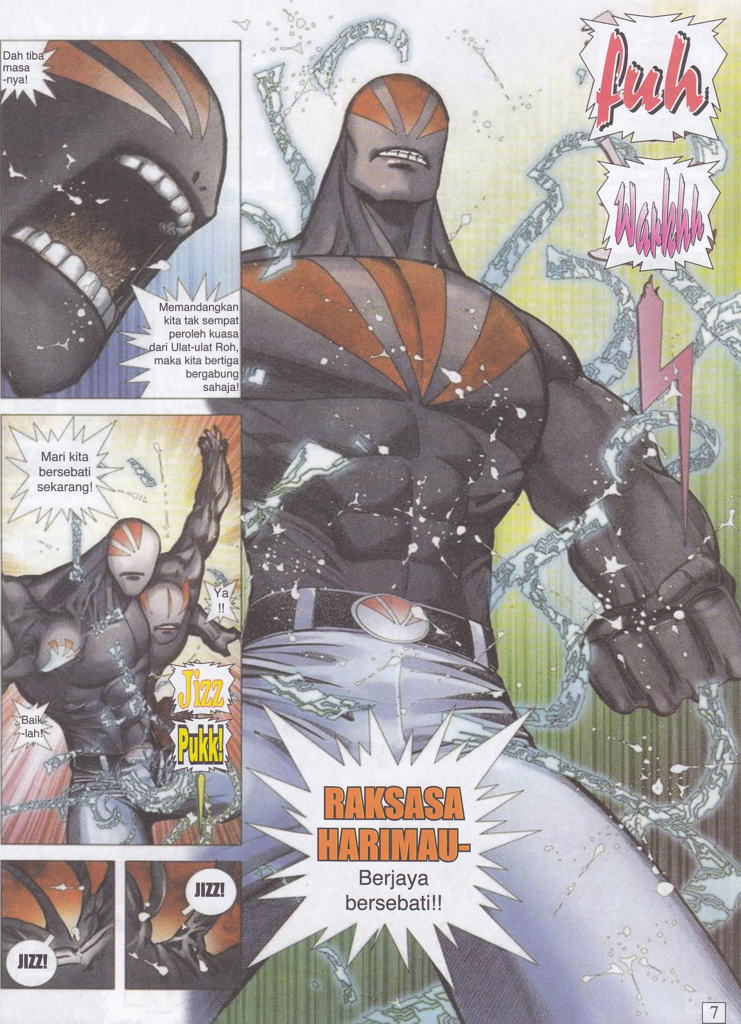 Dah tiba
masa
-nya!
Memandangkan
kita tak sempat
peroleh kuasa
dari Ulat-ulat Roh,
maka kita bertiga
bergabung
sahaja!
Mari kita
bersebati
sekarang!
Ya
!!
Baik
-lah!
Jizz
Pukk!
JIZZ!
JIZZ!
fuh
Warkhh
RAKSASA
HARIMAU-
Berjaya
bersebati!!
7